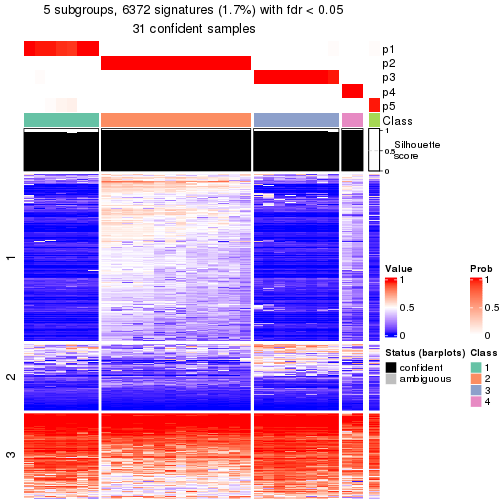 5 subgroups, 6372 signatures (1.7%) with fdr < 0.05
31 confident samples
p1
p2
p3
p4
p5
Class
1
0.5
0
Silhouette
score
1
2
3
Value
1
0.5
0
Prob
1
0.5
0
Status (barplots)
confident
ambiguous
Class
1
2
3
4